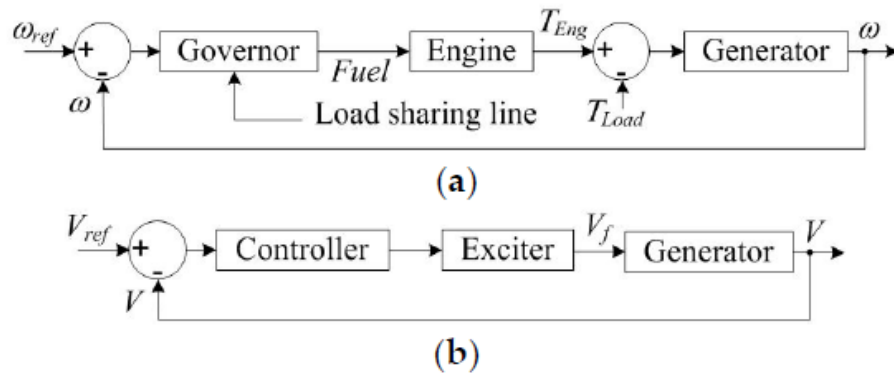 ω_ref + - Governor Fuel Engine T_Eng + - Generator ω
ω Load sharing line T_Load
(a)
V_ref + - Controller Exciter V_f Generator V
V
(b)